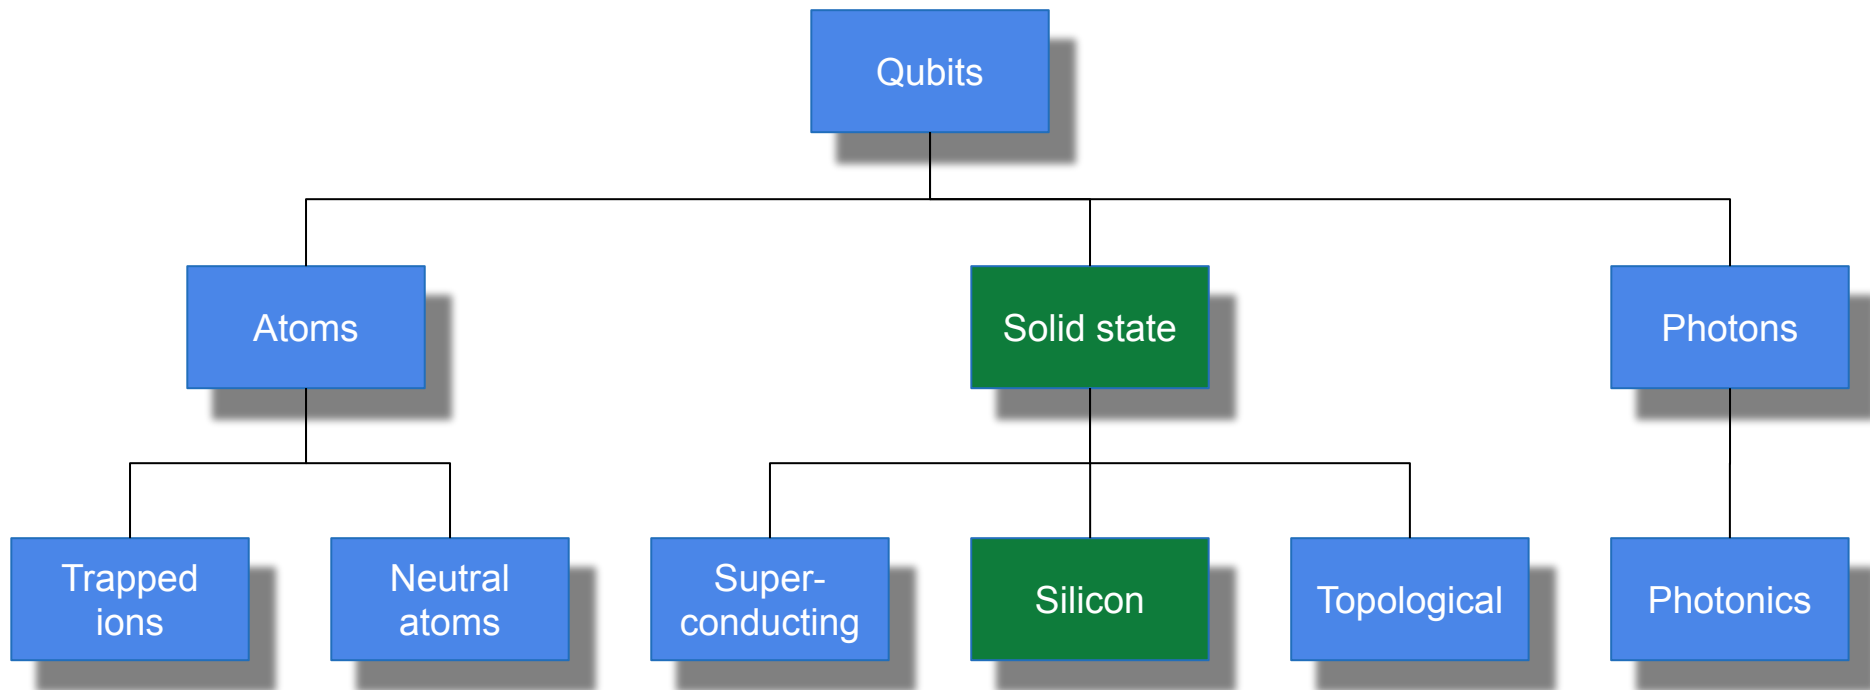 Qubits
Atoms
Solid state
Photons
Trapped
ions
Neutral
atoms
Super-
conducting
Silicon
Topological
Photonics